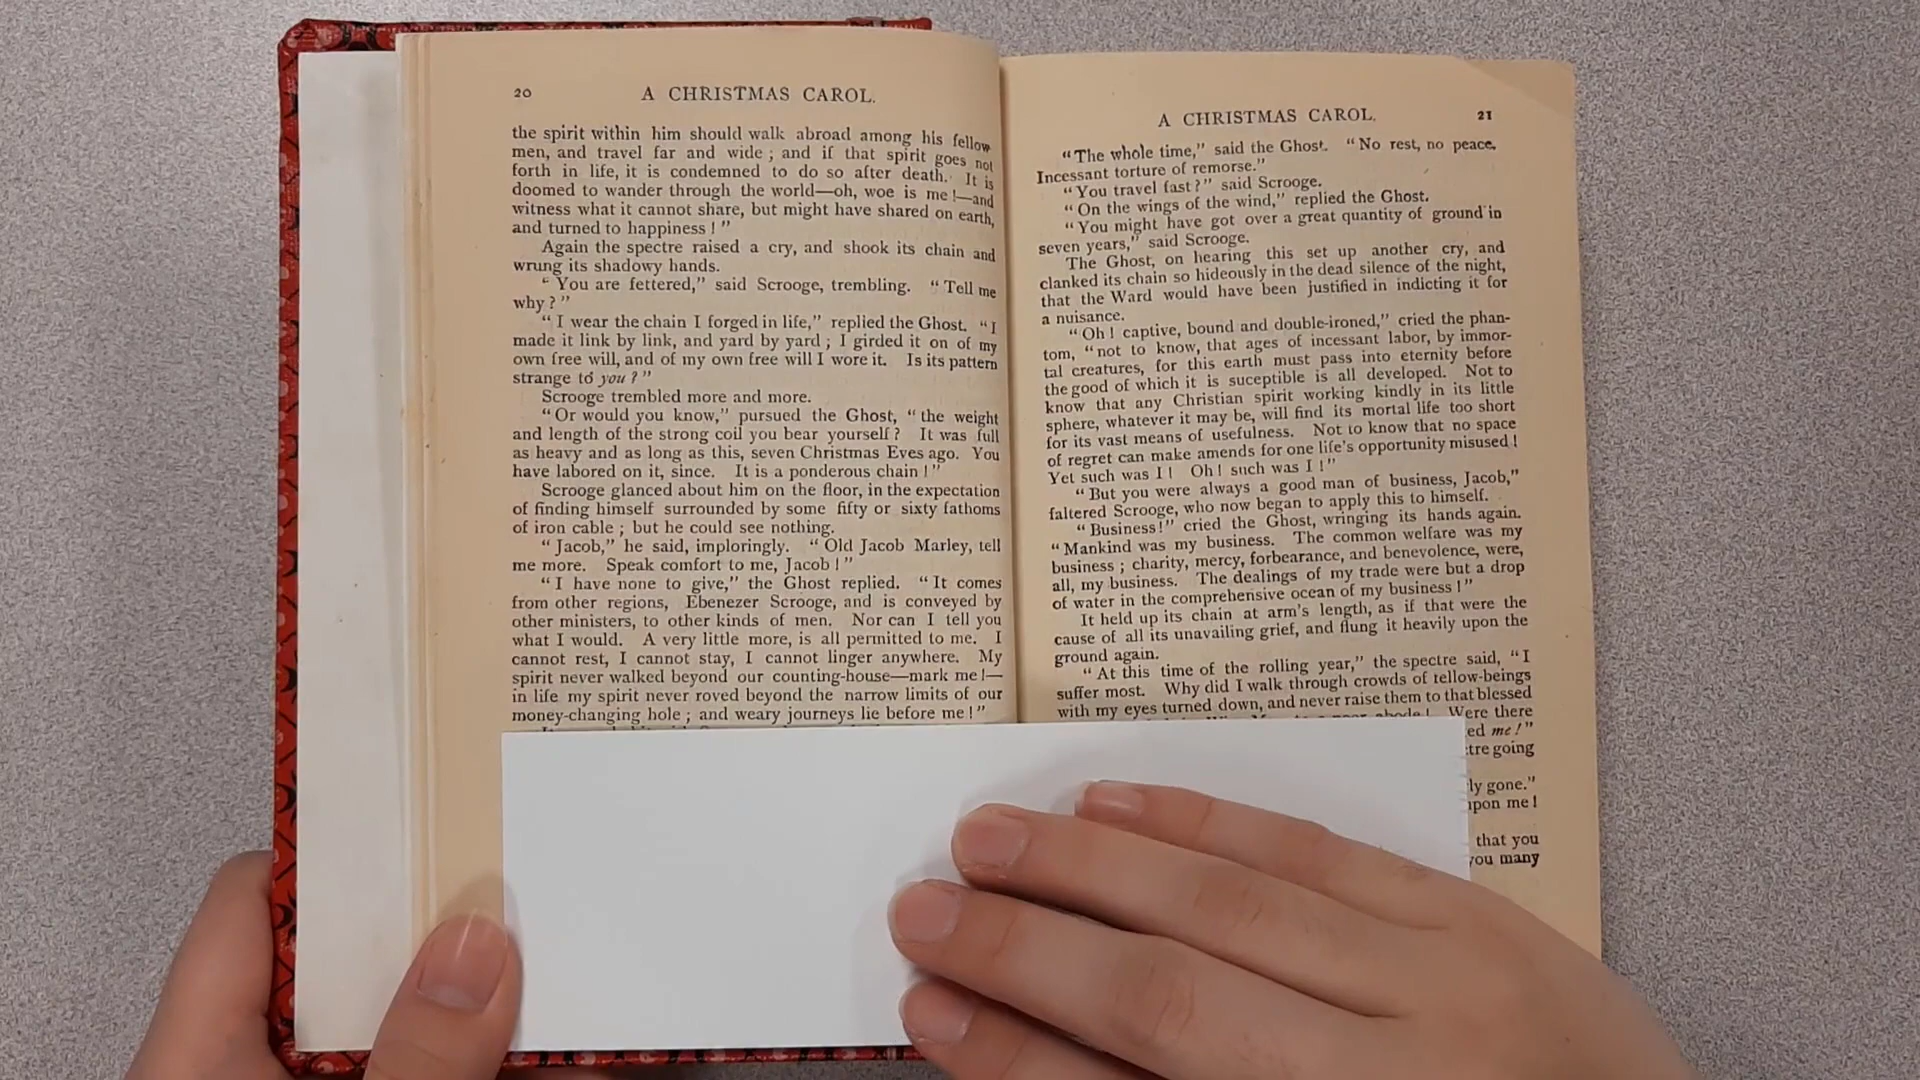 20
A CHRISTMAS CAROL.
the spirit within him should walk abroad among his fellow
men, and travel far and wide ; and if that spirit goes not
forth in life, it is condemned to do so after death. It is
doomed to wander through the world—oh, woe is me !—and
witness what it cannot share, but might have shared on earth,
and turned to happiness ! "
Again the spectre raised a cry, and shook its chain and
wrung its shadowy hands.
" You are fettered," said Scrooge, trembling. " Tell me
why ? "
" I wear the chain I forged in life," replied the Ghost. " I
made it link by link, and yard by yard ; I girded it on of my
own free will, and of my own free will I wore it. Is its pattern
strange to you ? "
Scrooge trembled more and more.
" Or would you know," pursued the Ghost, " the weight
and length of the strong coil you bear yourself ? It was full
as heavy and as long as this, seven Christmas Eves ago. You
have labored on it, since. It is a ponderous chain ! "
Scrooge glanced about him on the floor, in the expectation
of finding himself surrounded by some fifty or sixty fathoms
of iron cable ; but he could see nothing.
" Jacob," he said, imploringly. " Old Jacob Marley, tell
me more. Speak comfort to me, Jacob ! "
" I have none to give," the Ghost replied. " It comes
from other regions, Ebenezer Scrooge, and is conveyed by
other ministers, to other kinds of men. Nor can I tell you
what I would. A very little more, is all permitted to me. I
cannot rest, I cannot stay, I cannot linger anywhere. My
spirit never walked beyond our counting-house—mark me !—
in life my spirit never roved beyond the narrow limits of our
money-changing hole ; and weary journeys lie before me ! "
A CHRISTMAS CAROL.
21
" The whole time," said the Ghost. " No rest, no peace.
Incessant torture of remorse."
" You travel fast ? " said Scrooge.
" On the wings of the wind," replied the Ghost.
" You might have got over a great quantity of ground in
seven years," said Scrooge.
The Ghost, on hearing this set up another cry, and
clanked its chain so hideously in the dead silence of the night,
that the Ward would have been justified in indicting it for
a nuisance.
" Oh ! captive, bound and double-ironed," cried the phan-
tom, " not to know, that ages of incessant labor, by immor-
tal creatures, for this earth must pass into eternity before
the good of which it is suceptible is all developed. Not to
know that any Christian spirit working kindly in its little
sphere, whatever it may be, will find its mortal life too short
for its vast means of usefulness. Not to know that no space
of regret can make amends for one life's opportunity misused !
Yet such was I ! Oh ! such was I ! "
" But you were always a good man of business, Jacob,"
faltered Scrooge, who now began to apply this to himself.
" Business ! " cried the Ghost, wringing its hands again.
" Mankind was my business. The common welfare was my
business ; charity, mercy, forbearance, and benevolence, were,
all, my business. The dealings of my trade were but a drop
of water in the comprehensive ocean of my business ! "
It held up its chain at arm's length, as if that were the
cause of all its unavailing grief, and flung it heavily upon the
ground again.
" At this time of the rolling year," the spectre said, " I
suffer most. Why did I walk through crowds of tellow-beings
with my eyes turned down, and never raise them to that blessed
abode ! Were there
ed me ! "
tre going
ly gone."
upon me !
that you
you many